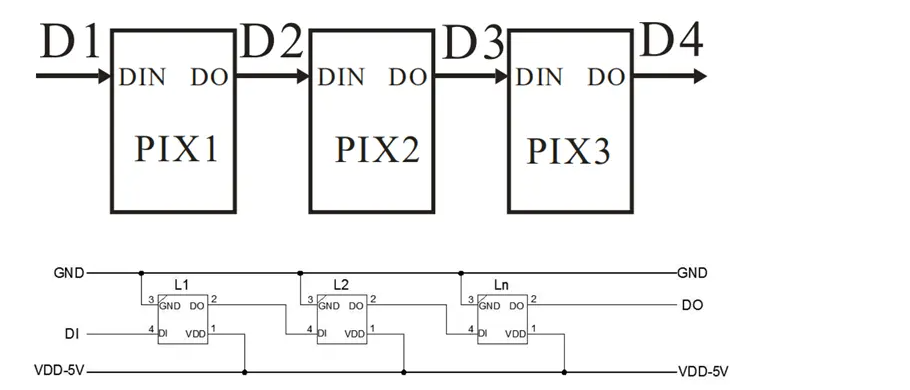 D1 D2 D3 D4
DIN DO DIN DO DIN DO
PIX1 PIX2 PIX3
GND GND
L1 L2 Ln
3 GND DO 2 3 GND DO 2 3 GND DO 2 DO
DI 4 DI VDD 1 4 DI VDD 1 4 DI VDD 1
VDD-5V VDD-5V